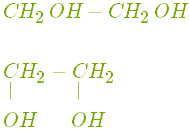 CH₂ OH − CH₂ OH
CH₂ − CH₂
| |
OH OH